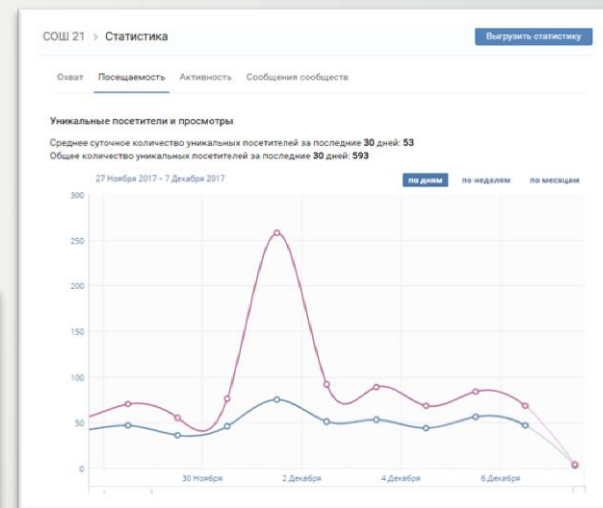 СОШ 21 > Статистика
Выгрузить статистику
Охват Посещаемость Активность Сообщения сообществ
Уникальные посетители и просмотры
Среднее суточное количество уникальных посетителей за последние 30 дней: 53
Общее количество уникальных посетителей за последние 30 дней: 593
27 Ноября 2017 - 7 Декабря 2017
по дням по неделям по месяцам
300
250
200
150
100
50
0
30 Ноября 2 Декабря 4 Декабря 6 Декабря